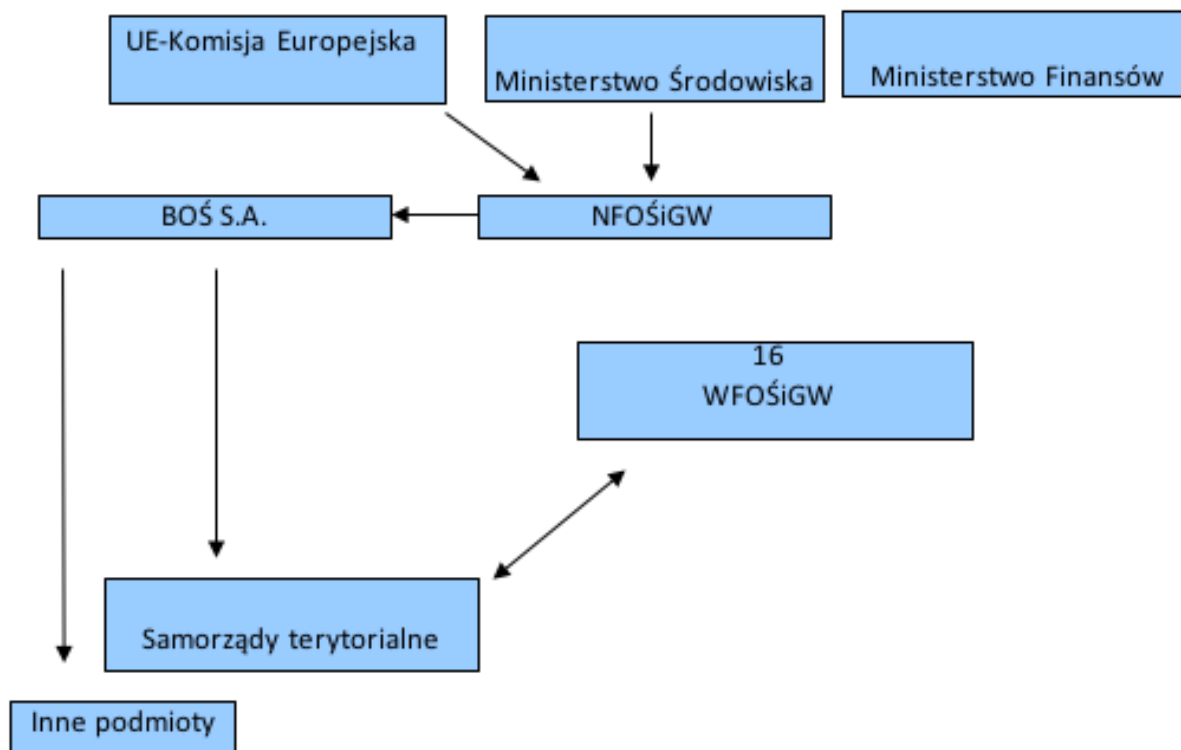 UE-Komisja Europejska
Ministerstwo Środowiska
Ministerstwo Finansów
BOŚ S.A.
NFOŚiGW
16
WFOŚiGW
Samorządy terytorialne
Inne podmioty